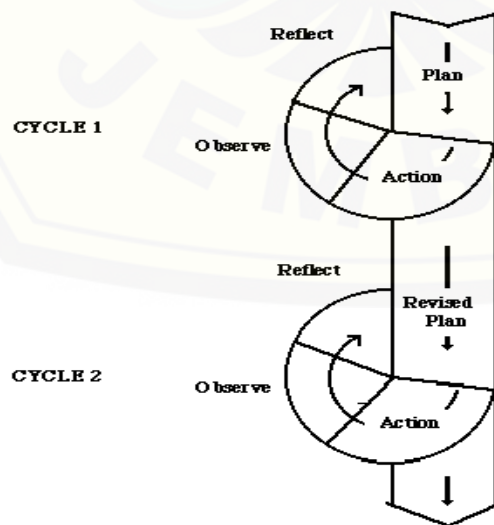 Reflect
Plan
CYCLE 1
Observe
Action
Reflect
Revised
Plan
CYCLE 2
Observe
Action